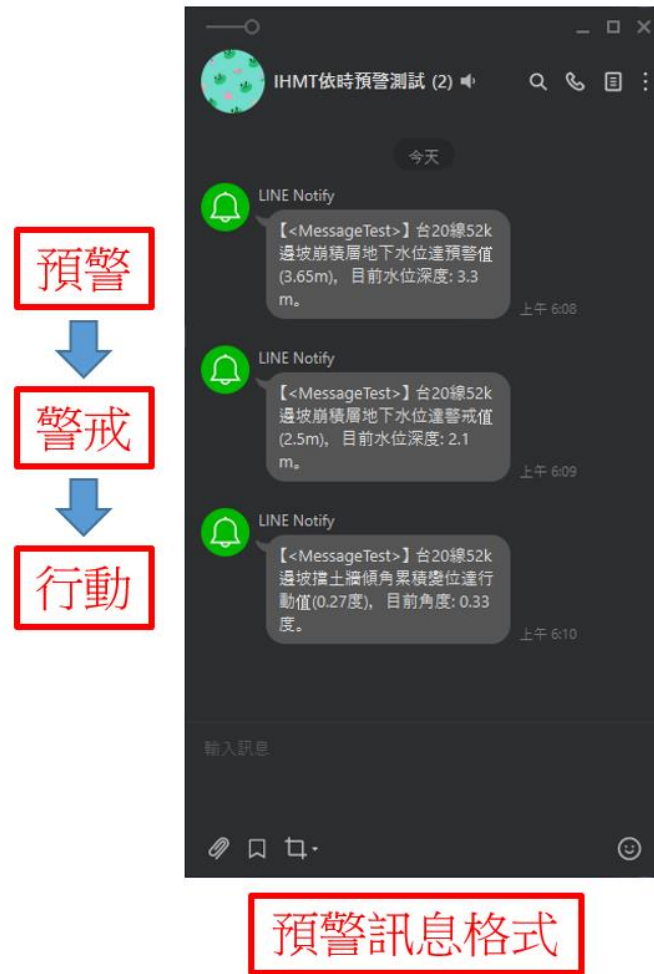 IHMT依時預警測試 (2)
今天
LINE Notify
【<MessageTest>】台20線52k
邊坡崩積層地下水位達預警值
(3.65m)，目前水位深度: 3.3
m。
上午 6:08
LINE Notify
【<MessageTest>】台20線52k
邊坡崩積層地下水位達警戒值
(2.5m)，目前水位深度: 2.1
m。
上午 6:09
LINE Notify
【<MessageTest>】台20線52k
邊坡擋土牆傾角累積變位達行
動值(0.27度)，目前角度: 0.33
度。
上午 6:10
輸入訊息
預警
警戒
行動
預警訊息格式